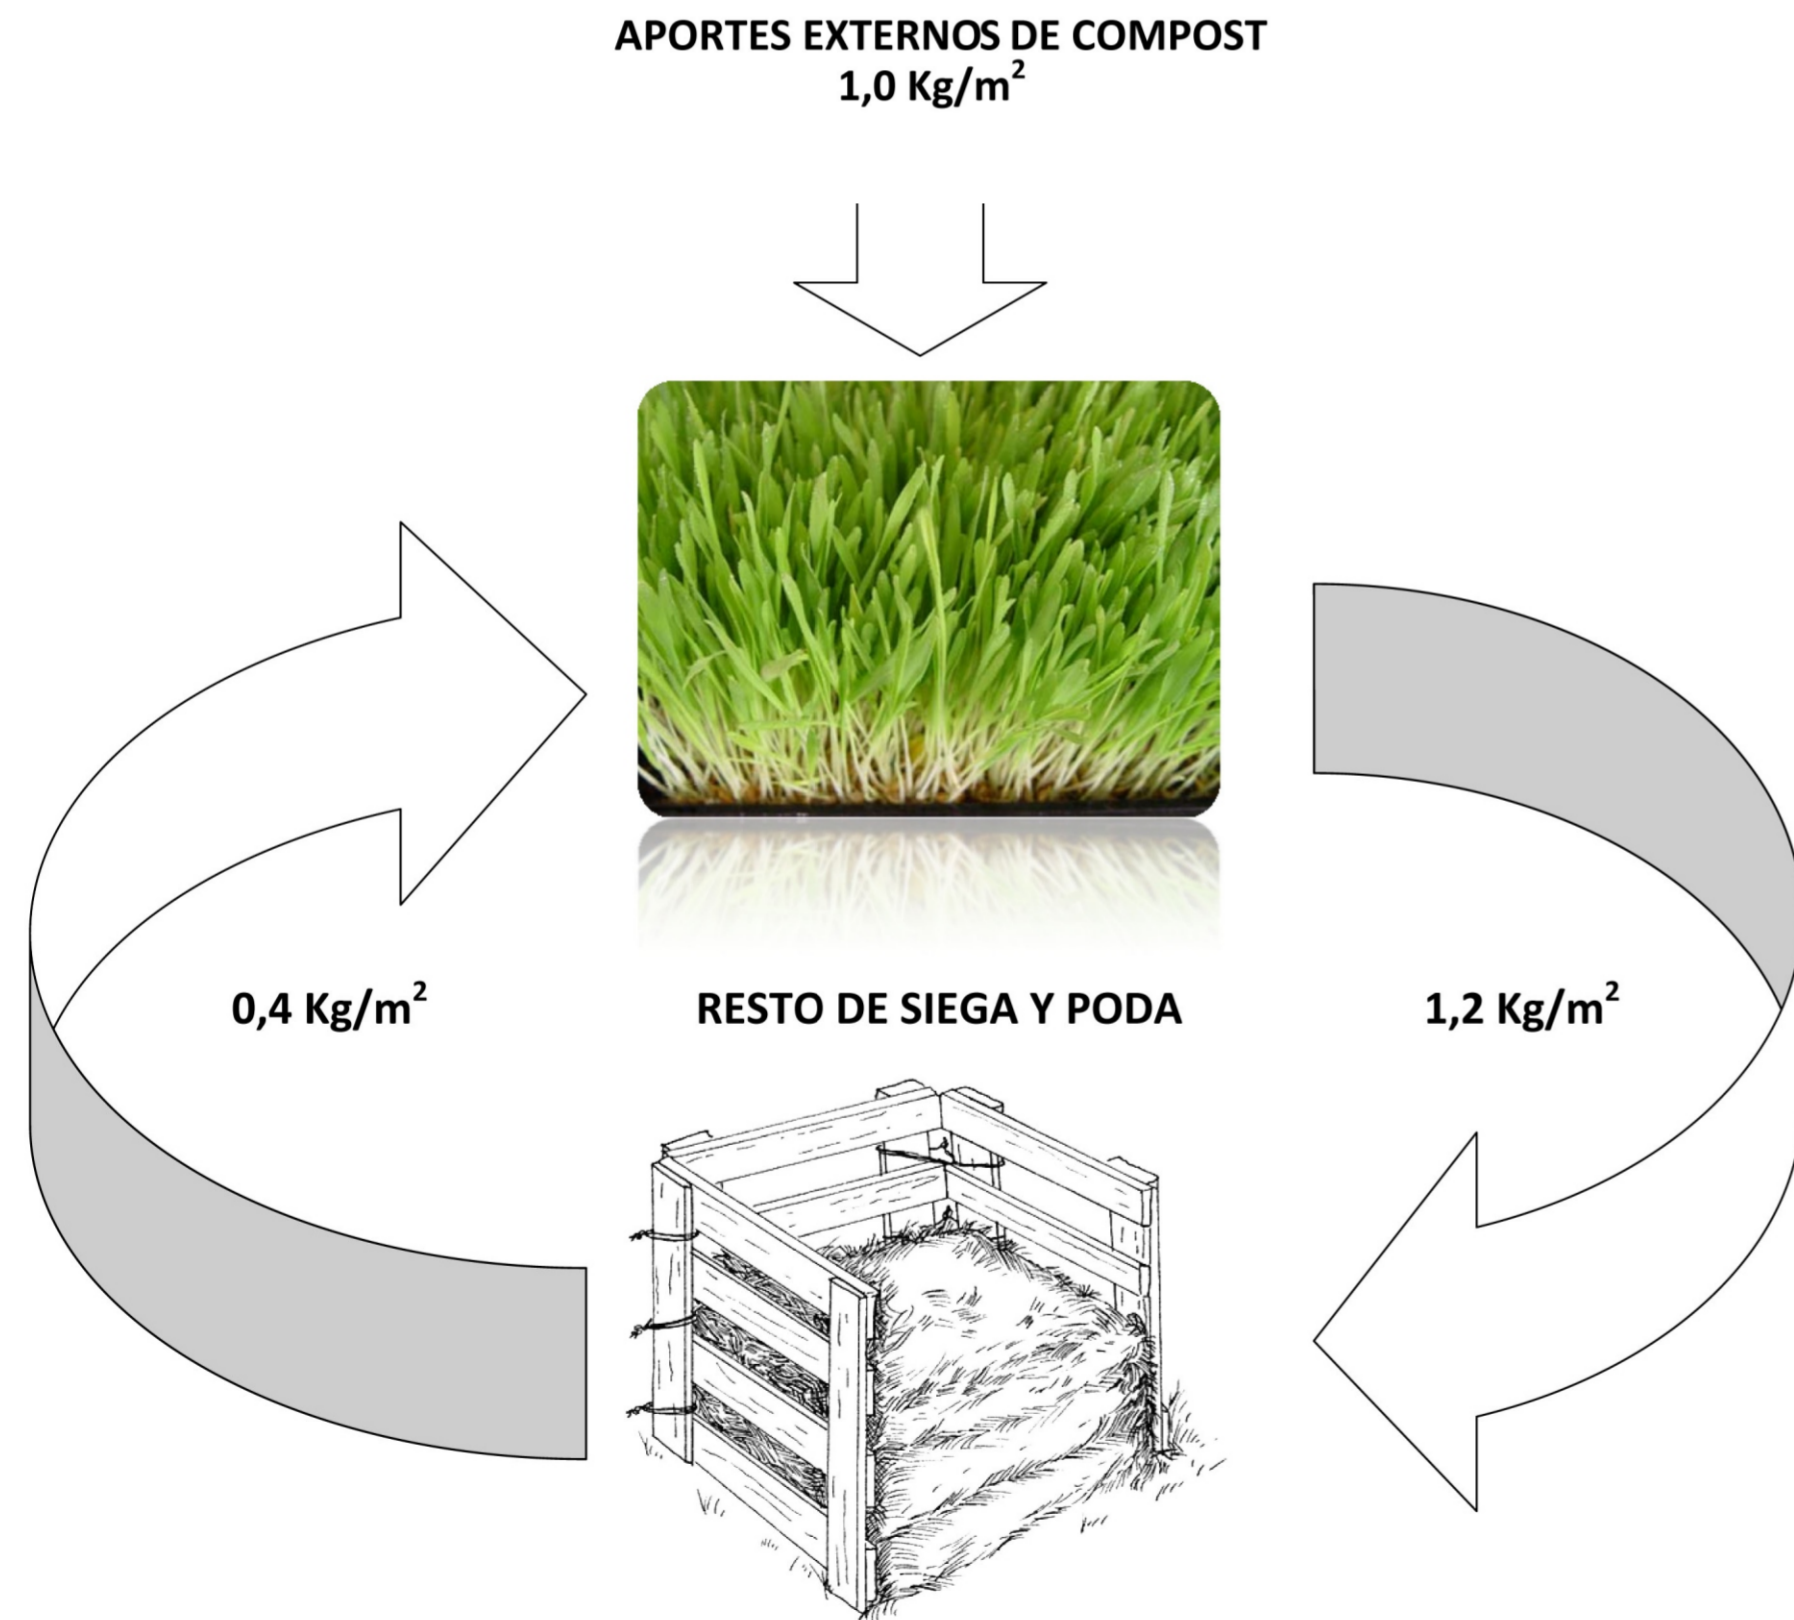 APORTES EXTERNOS DE COMPOST
1,0 Kg/m²
0,4 Kg/m²
RESTO DE SIEGA Y PODA
1,2 Kg/m²